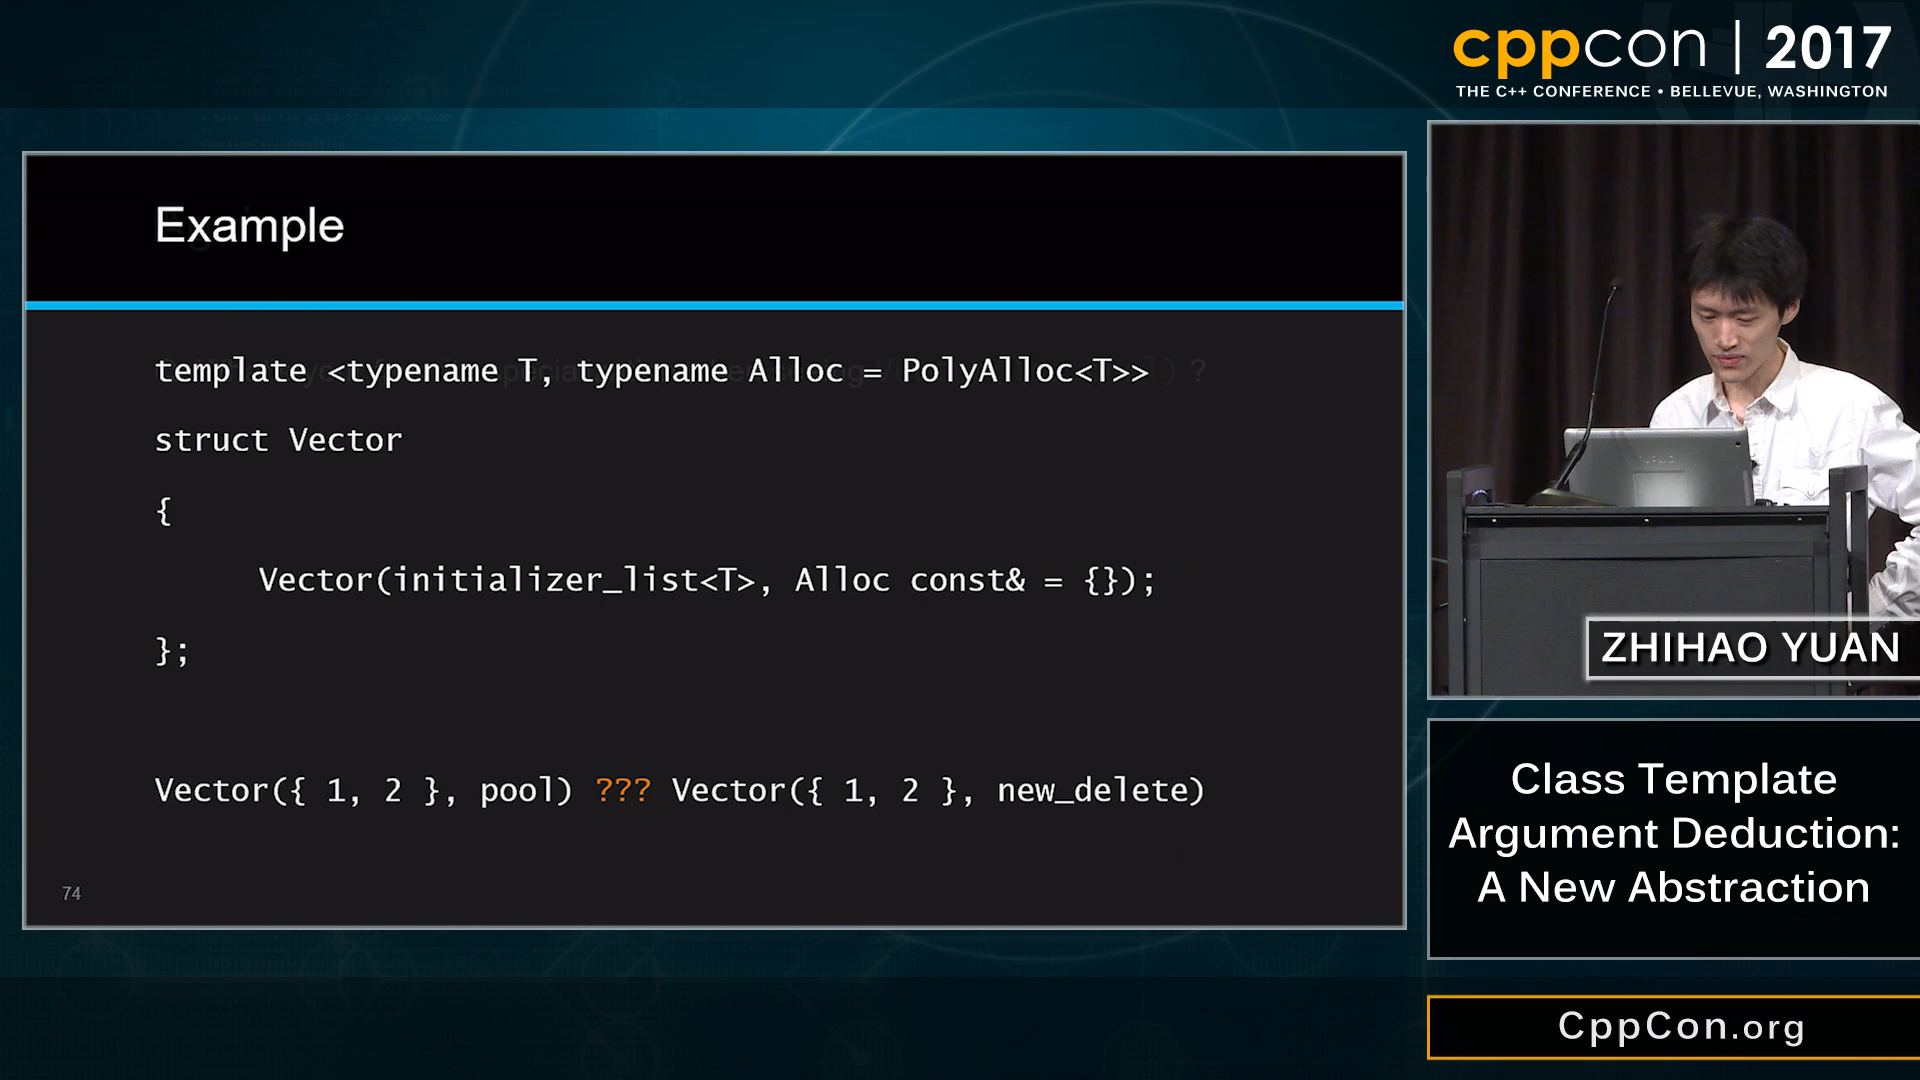 cppcon | 2017
THE C++ CONFERENCE • BELLEVUE, WASHINGTON
Example
template <typename T, typename Alloc = PolyAlloc<T>>
struct Vector
{
Vector(initializer_list<T>, Alloc const& = {});
};
Vector({ 1, 2 }, pool) ??? Vector({ 1, 2 }, new_delete)
74
ZHIHAO YUAN
Class Template
Argument Deduction:
A New Abstraction
CppCon.org